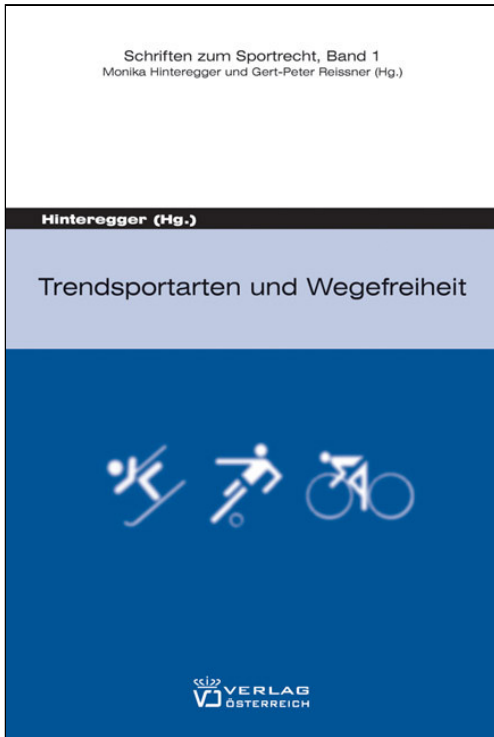 Schriften zum Sportrecht, Band 1
Monika Hinteregger und Gert-Peter Reissner (Hg.)
Hinteregger (Hg.)
Trendsportarten und Wegefreiheit
VERLAG
ÖSTERREICH